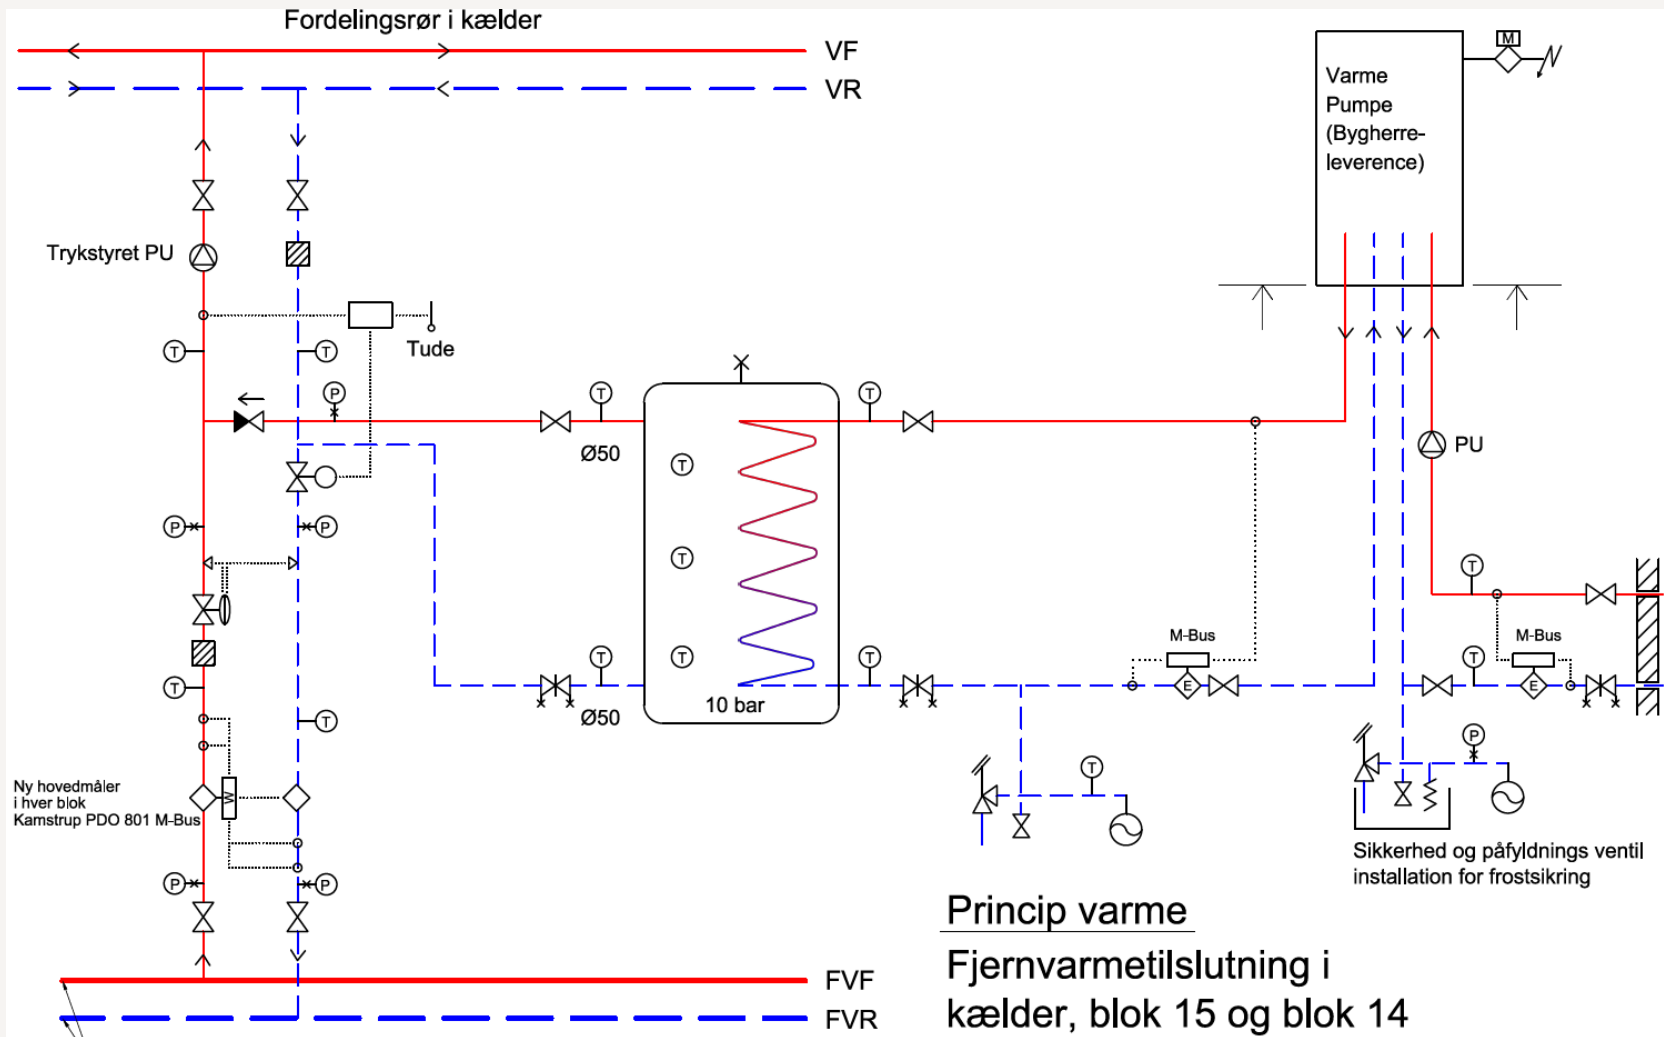 Fordelingsrør i kælder
VF
VR
M
Varme
Pumpe
(Bygherre-
leverence)
Trykstyret PU
Tude
T
T
P
T
T
Ø50
T
PU
P
P
T
T
T
M-Bus
M-Bus
T
T
T
T
T
E
E
Ø50
10 bar
T
P
T
Ny hovedmåler
i hver blok
Kamstrup PDO 801 M-Bus
W
Sikkerhed og påfyldnings ventil
installation for frostsikring
P
P
Princip varme
Fjernvarmetilslutning i
kælder, blok 15 og blok 14
FVF
FVR